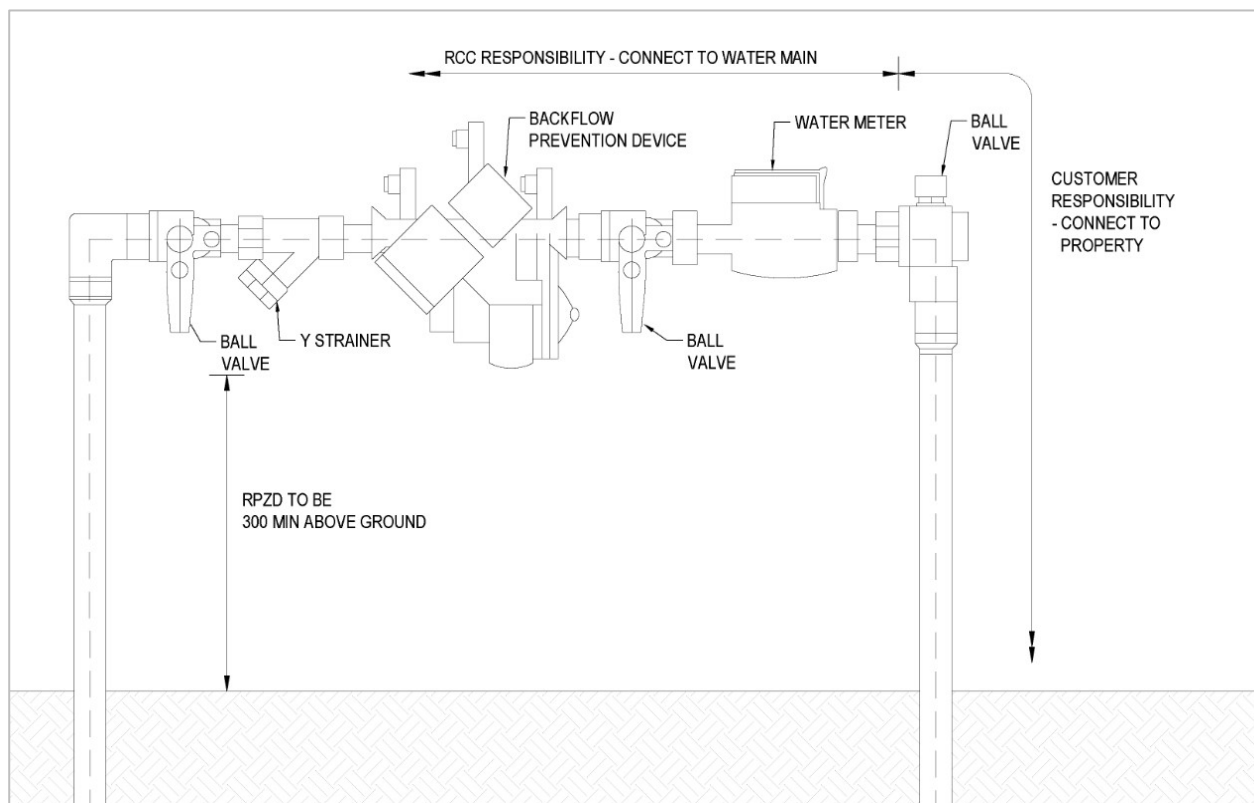 RCC RESPONSIBILITY - CONNECT TO WATER MAIN
BACKFLOW
PREVENTION DEVICE
WATER METER
BALL
VALVE
CUSTOMER
RESPONSIBILITY
- CONNECT TO
PROPERTY
BALL
VALVE
Y STRAINER
BALL
VALVE
RPZD TO BE
300 MIN ABOVE GROUND